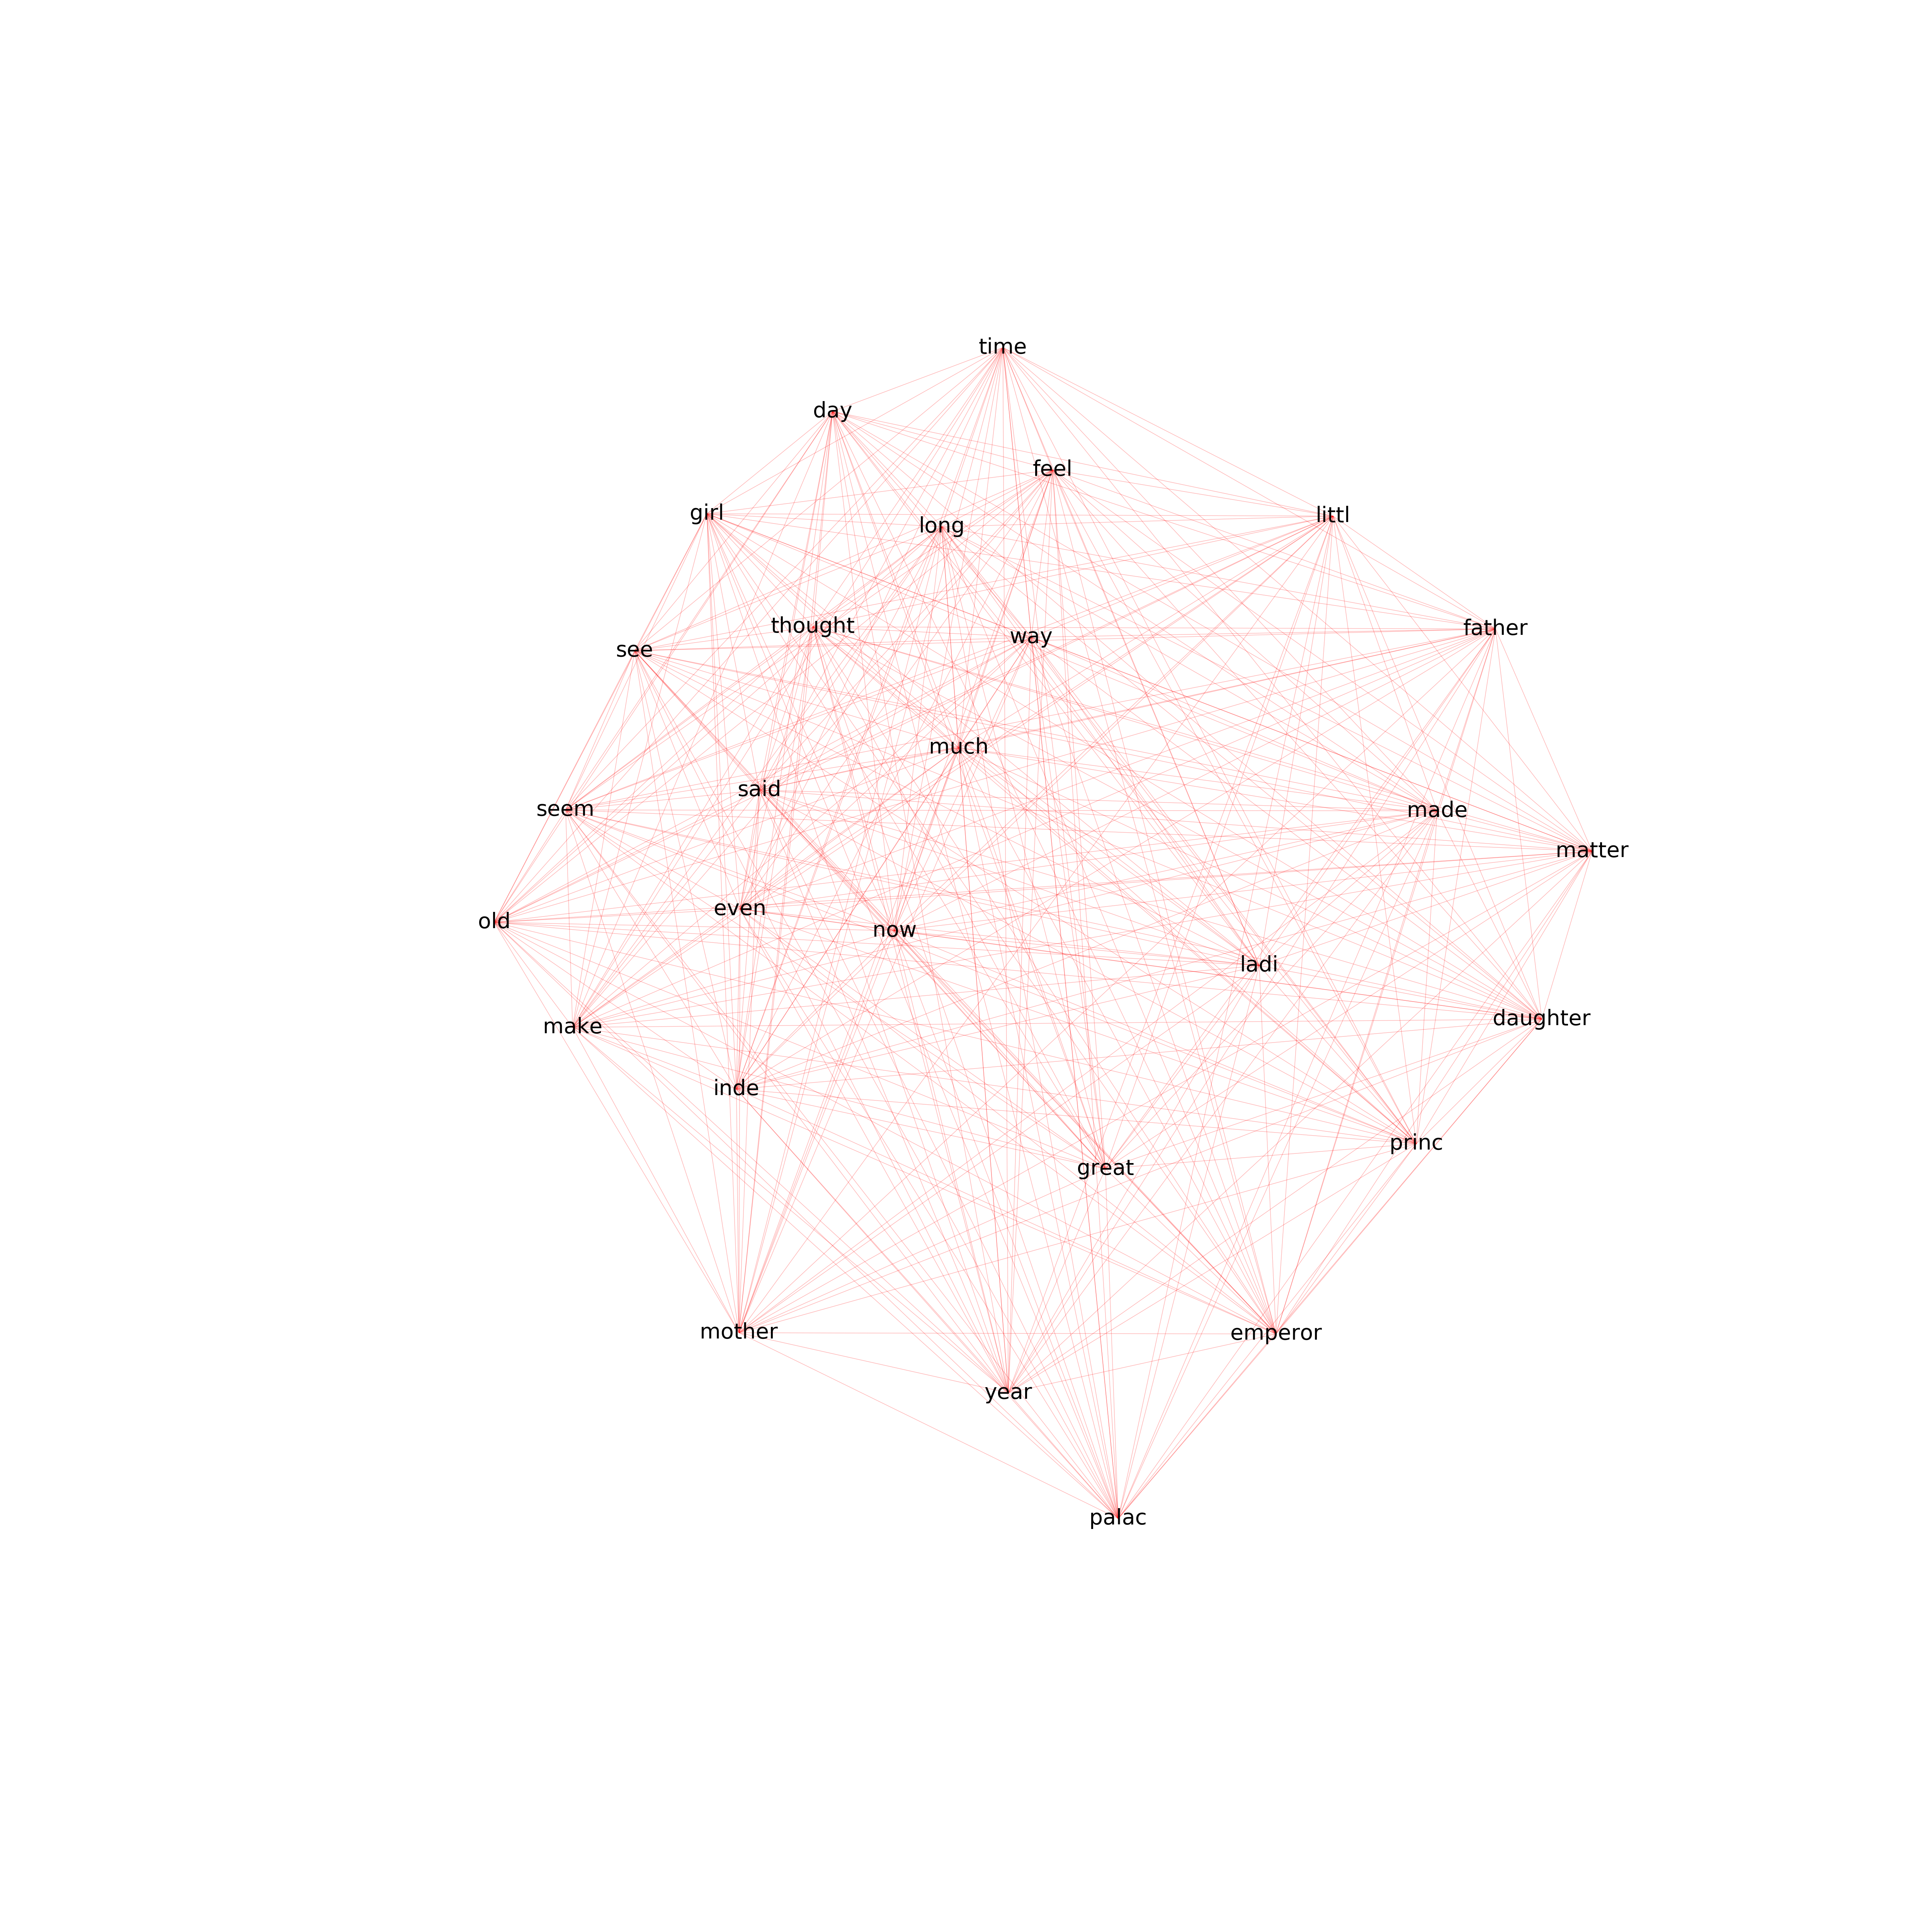 time
day
feel
girl
littl
long
thought
father
way
see
much
said
seem
made
matter
even
old
now
ladi
daughter
make
inde
princ
great
mother
emperor
year
palac